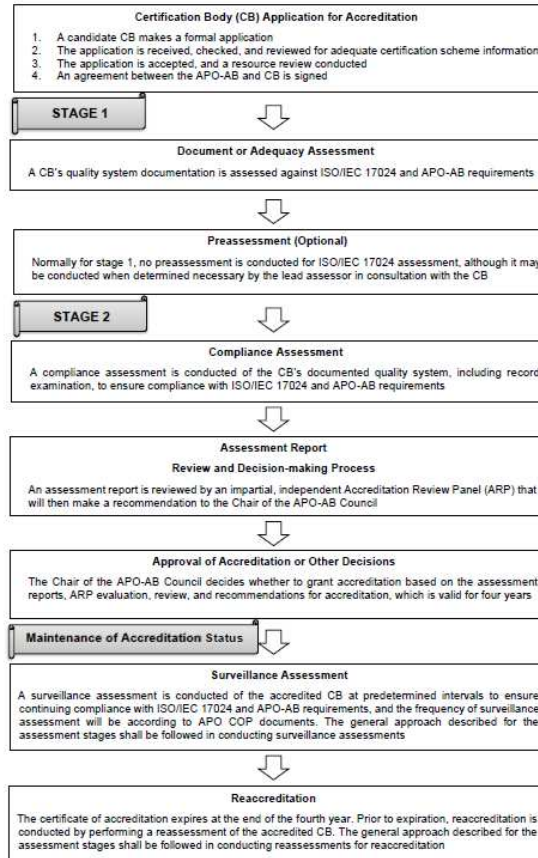 Certification Body (CB) Application for Accreditation
1. A candidate CB makes a formal application
2. The application is received, checked, and reviewed for adequate certification scheme information
3. The application is accepted, and a resource review conducted
4. An agreement between the APO-AB and CB is signed
STAGE 1
Document or Adequacy Assessment
A CB's quality system documentation is assessed against ISO/IEC 17024 and APO-AB requirements
Preassessment (Optional)
Normally for stage 1, no preassessment is conducted for ISO/IEC 17024 assessment, although it may
be conducted when determined necessary by the lead assessor in consultation with the CB
STAGE 2
Compliance Assessment
A compliance assessment is conducted of the CB's documented quality system, including record
examination, to ensure compliance with ISO/IEC 17024 and APO-AB requirements
Assessment Report
Review and Decision-making Process
An assessment report is reviewed by an impartial, independent Accreditation Review Panel (ARP) that
will then make a recommendation to the Chair of the APO-AB Council
Approval of Accreditation or Other Decisions
The Chair of the APO-AB Council decides whether to grant accreditation based on the assessment
reports, ARP evaluation, review, and recommendations for accreditation, which is valid for four years
Maintenance of Accreditation Status
Surveillance Assessment
A surveillance assessment is conducted of the accredited CB at predetermined intervals to ensure
continuing compliance with ISO/IEC 17024 and APO-AB requirements, and the frequency of surveillance
assessment will be according to APO COP documents. The general approach described for the
assessment stages shall be followed in conducting surveillance assessments
Reaccreditation
The certificate of accreditation expires at the end of the fourth year. Prior to expiration, reaccreditation is
conducted by performing a reassessment of the accredited CB. The general approach described for the
assessment stages shall be followed in conducting reassessments for reaccreditation